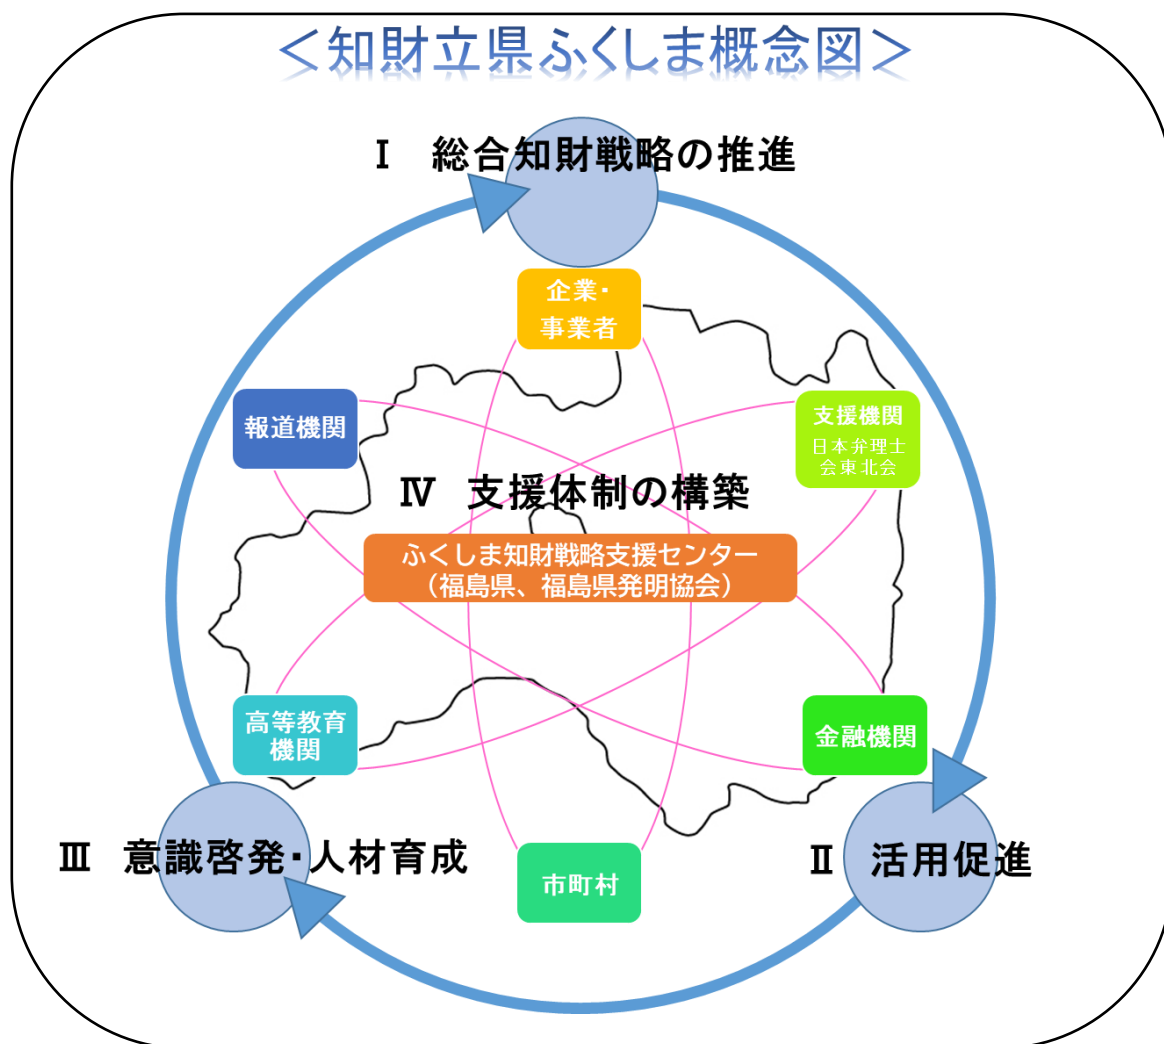 ＜知財立県ふくしま概念図＞
Ⅰ　総合知財戦略の推進
企業・
事業者
報道機関
支援機関
日本弁理士
会東北会
Ⅳ　支援体制の構築
ふくしま知財戦略支援センター
（福島県、福島県発明協会）
高等教育
機関
金融機関
Ⅲ　意識啓発・人材育成
Ⅱ　活用促進
市町村